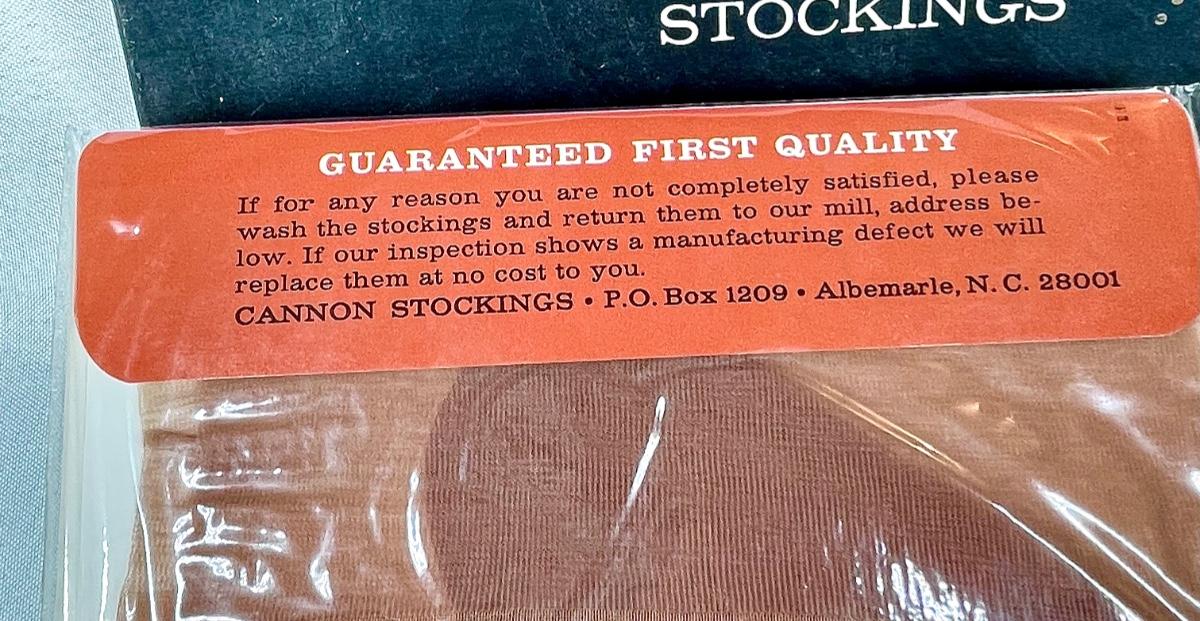 STOCKINGS
GUARANTEED FIRST QUALITY
If for any reason you are not completely satisfied, please
wash the stockings and return them to our mill, address be-
low. If our inspection shows a manufacturing defect we will
replace them at no cost to you.
CANNON STOCKINGS • P.O. Box 1209 • Albemarle, N. C. 28001